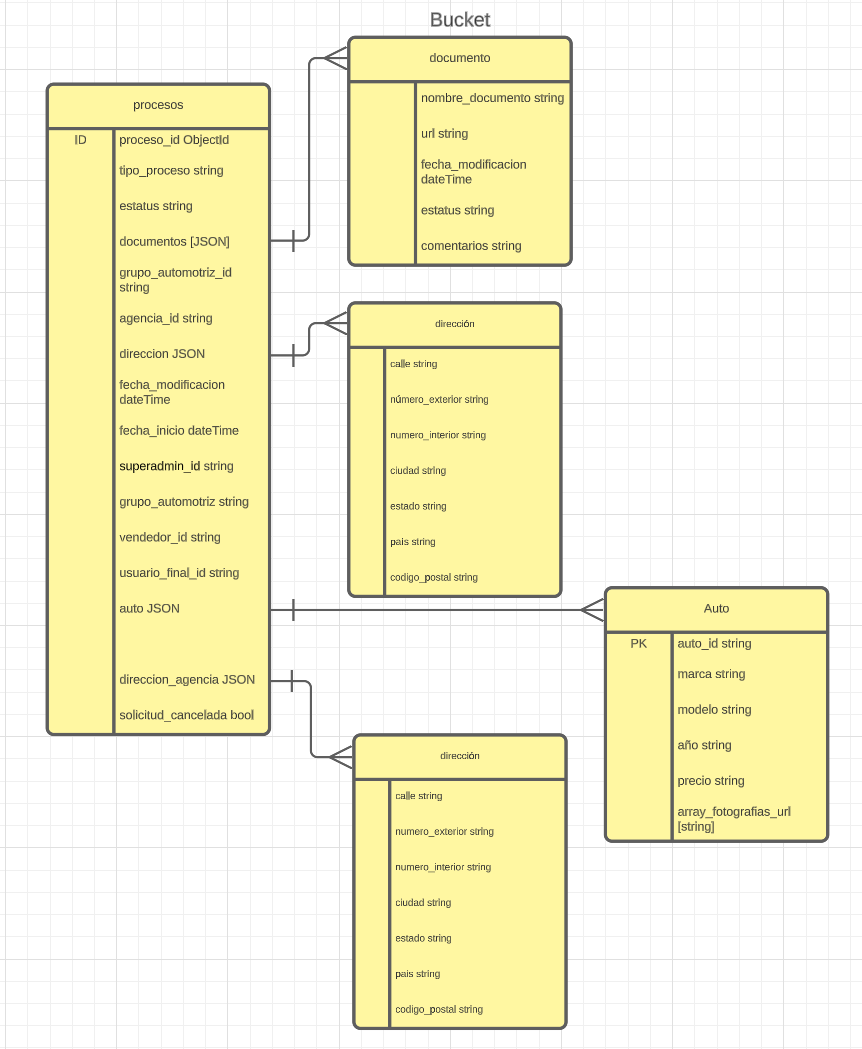 Bucket
procesos
ID
proceso_id ObjectId
tipo_proceso string
estatus string
documentos [JSON]
grupo_automotriz_id
string
agencia_id string
direccion JSON
fecha_modificacion
dateTime
fecha_inicio dateTime
superadmin_id string
grupo_automotriz string
vendedor_id string
usuario_final_id string
auto JSON
direccion_agencia JSON
solicitud_cancelada bool
documento
nombre_documento string
url string
fecha_modificacion
dateTime
estatus string
comentarios string
dirección
calle string
número_exterior string
numero_interior string
ciudad string
estado string
pais string
codigo_postal string
Auto
PK
auto_id string
marca string
modelo string
año string
precio string
array_fotografias_url
[string]
dirección
calle string
numero_exterior string
numero_interior string
ciudad string
estado string
pais string
codigo_postal string